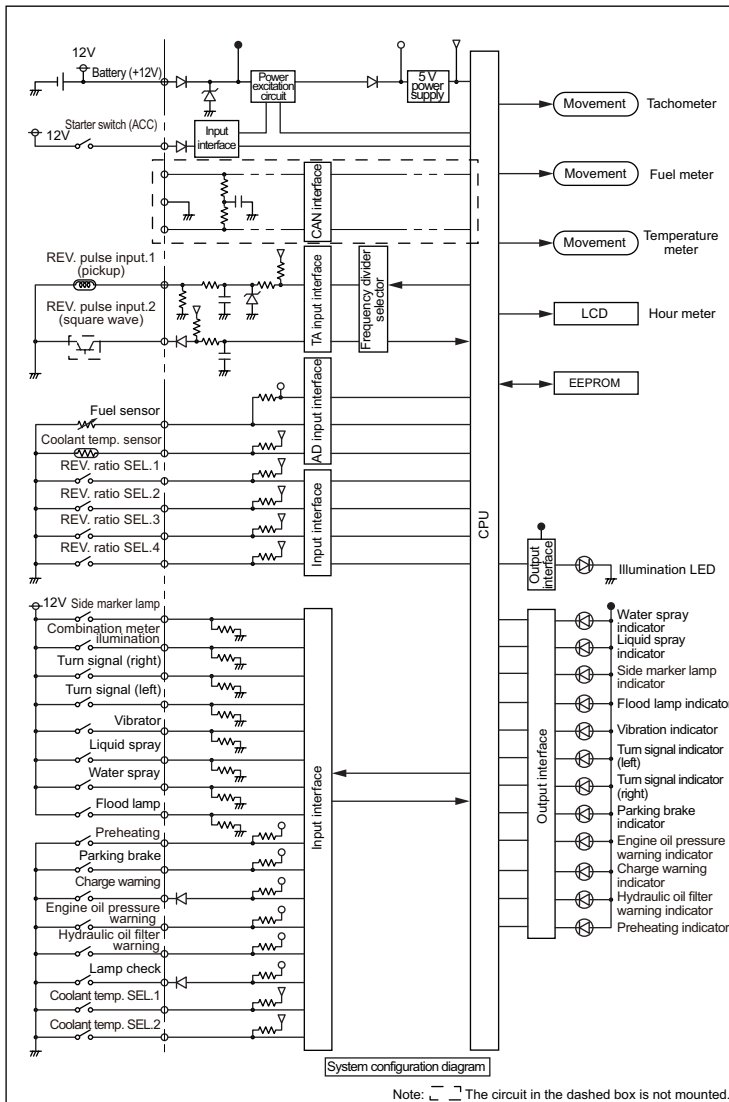 12V
Battery (+12V)
Power
excitation
circuit
5 V
power
supply
Starter switch (ACC)
12V
Input
interface
CAN interface
REV. pulse input.1
(pickup)
REV. pulse input.2
(square wave)
TA input interface
Frequency divider
selector
AD input interface
Fuel sensor
Coolant temp. sensor
REV. ratio SEL.1
REV. ratio SEL.2
REV. ratio SEL.3
REV. ratio SEL.4
Input interface
CPU
Movement Tachometer
Movement Fuel meter
Movement Temperature
meter
LCD Hour meter
EEPROM
Output
interface
Illumination LED
12V Side marker lamp
Combination meter
ilumination
Turn signal (right)
Turn signal (left)
Vibrator
Liquid spray
Water spray
Flood lamp
Preheating
Parking brake
Charge warning
Engine oil pressure
warning
Hydraulic oil filter
warning
Lamp check
Coolant temp. SEL.1
Coolant temp. SEL.2
Input interface
Output interface
Water spray
indicator
Liquid spray
indicator
Side marker lamp
indicator
Flood lamp indicator
Vibration indicator
Turn signal indicator
(left)
Turn signal indicator
(right)
Parking brake
indicator
Engine oil pressure
warning indicator
Charge warning
indicator
Hydraulic oil filter
warning indicator
Preheating indicator
System configuration diagram
Note: The circuit in the dashed box is not mounted.